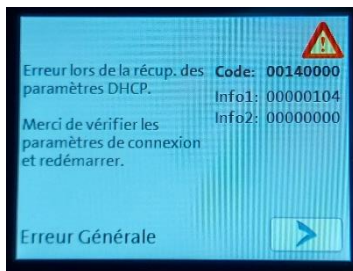 Erreur lors de la récup. des
paramètres DHCP.
Merci de vérifier les
paramètres de connexion
et redémarrer.
Code: 00140000
Info1: 00000104
Info2: 00000000
Erreur Générale